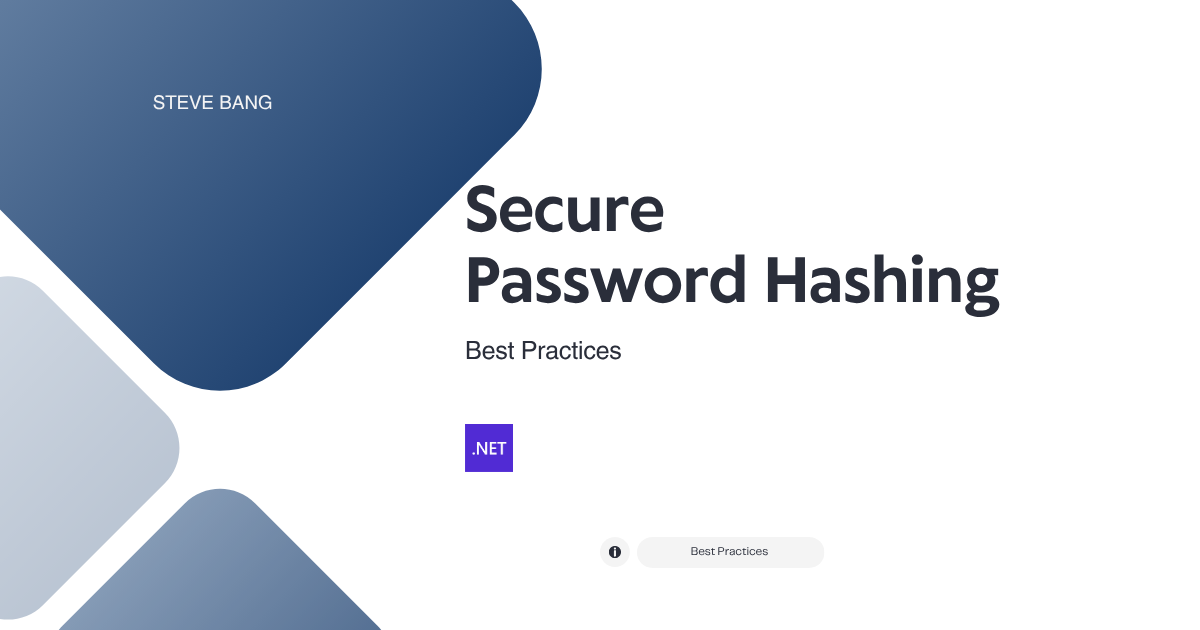 STEVE BANG
Secure
Password Hashing
Best Practices
.NET
i
Best Practices